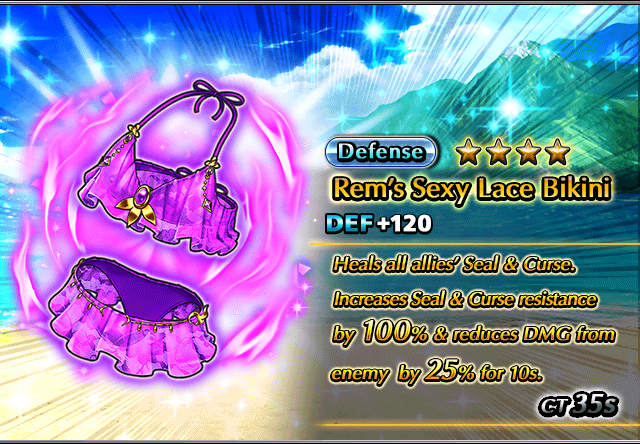 Defense
Rem's Sexy Lace Bikini
DEF+120
Heals all allies' Seal & Curse.
Increases Seal & Curse resistance
by 100% & reduces DMG from
enemy by 25% for 10s.
CT 35s